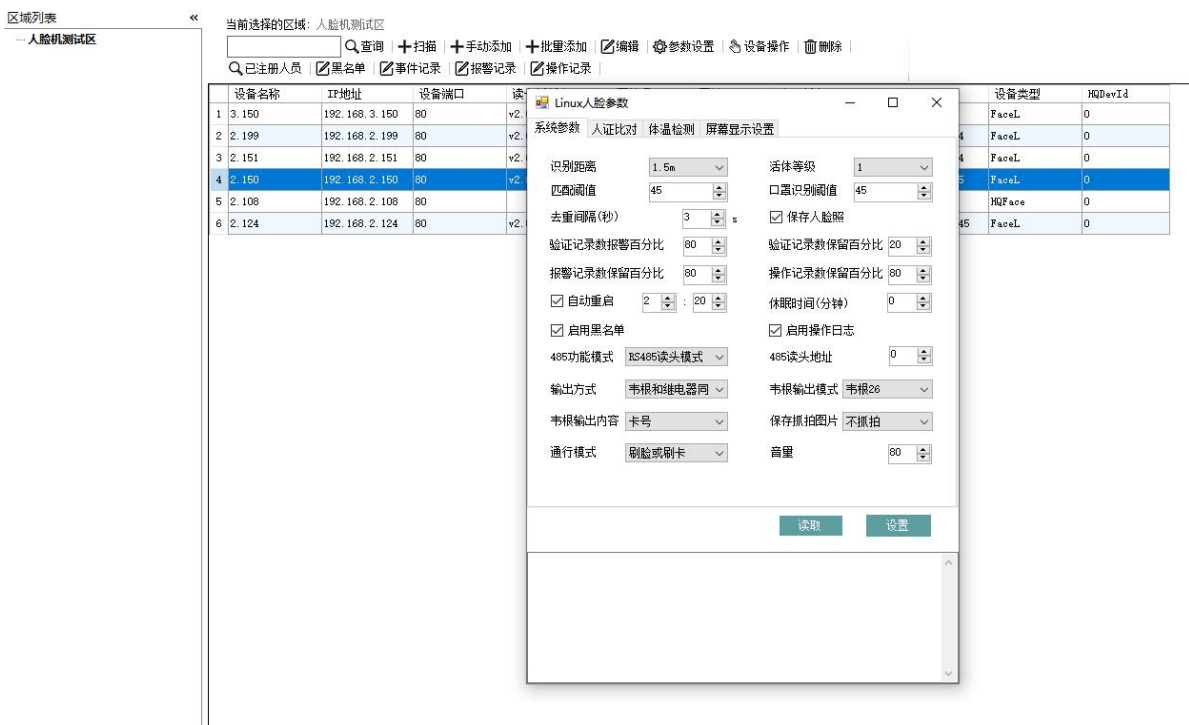 区域列表 «
人脸机测试区
当前选择的区域: 人脸机测试区
查询 扫描 手动添加 批量添加 编辑 参数设置 设备操作 删除
已注册人员 黑名单 事件记录 报警记录 操作记录
设备名称 IP地址 设备端口 设备类型 HQDevId
1 3.150 192.168.3.150 80 FaceL 0
2 2.199 192.168.2.199 80 FaceL 0
3 2.151 192.168.2.151 80 FaceL 0
4 2.150 192.168.2.150 80 FaceL 0
5 2.108 192.168.2.108 80 HQFace 0
6 2.124 192.168.2.124 80 FaceL 0
Linux人脸参数
系统参数 人证比对 体温检测 屏幕显示设置
识别距离 1.5m 活体等级 1
匹配阈值 45 口罩识别阈值 45
去重间隔(秒) 3 s 保存人脸照
验证记录数报警百分比 80 验证记录数保留百分比 20
报警记录数保留百分比 80 操作记录数保留百分比 80
自动重启 2 : 20 休眠时间(分钟) 0
启用黑名单 启用操作日志
485功能模式 RS485读头模式 485读头地址 0
输出方式 韦根和继电器同 韦根输出模式 韦根26
韦根输出内容 卡号 保存抓拍图片 不抓拍
通行模式 刷脸或刷卡 音量 80
读取 设置